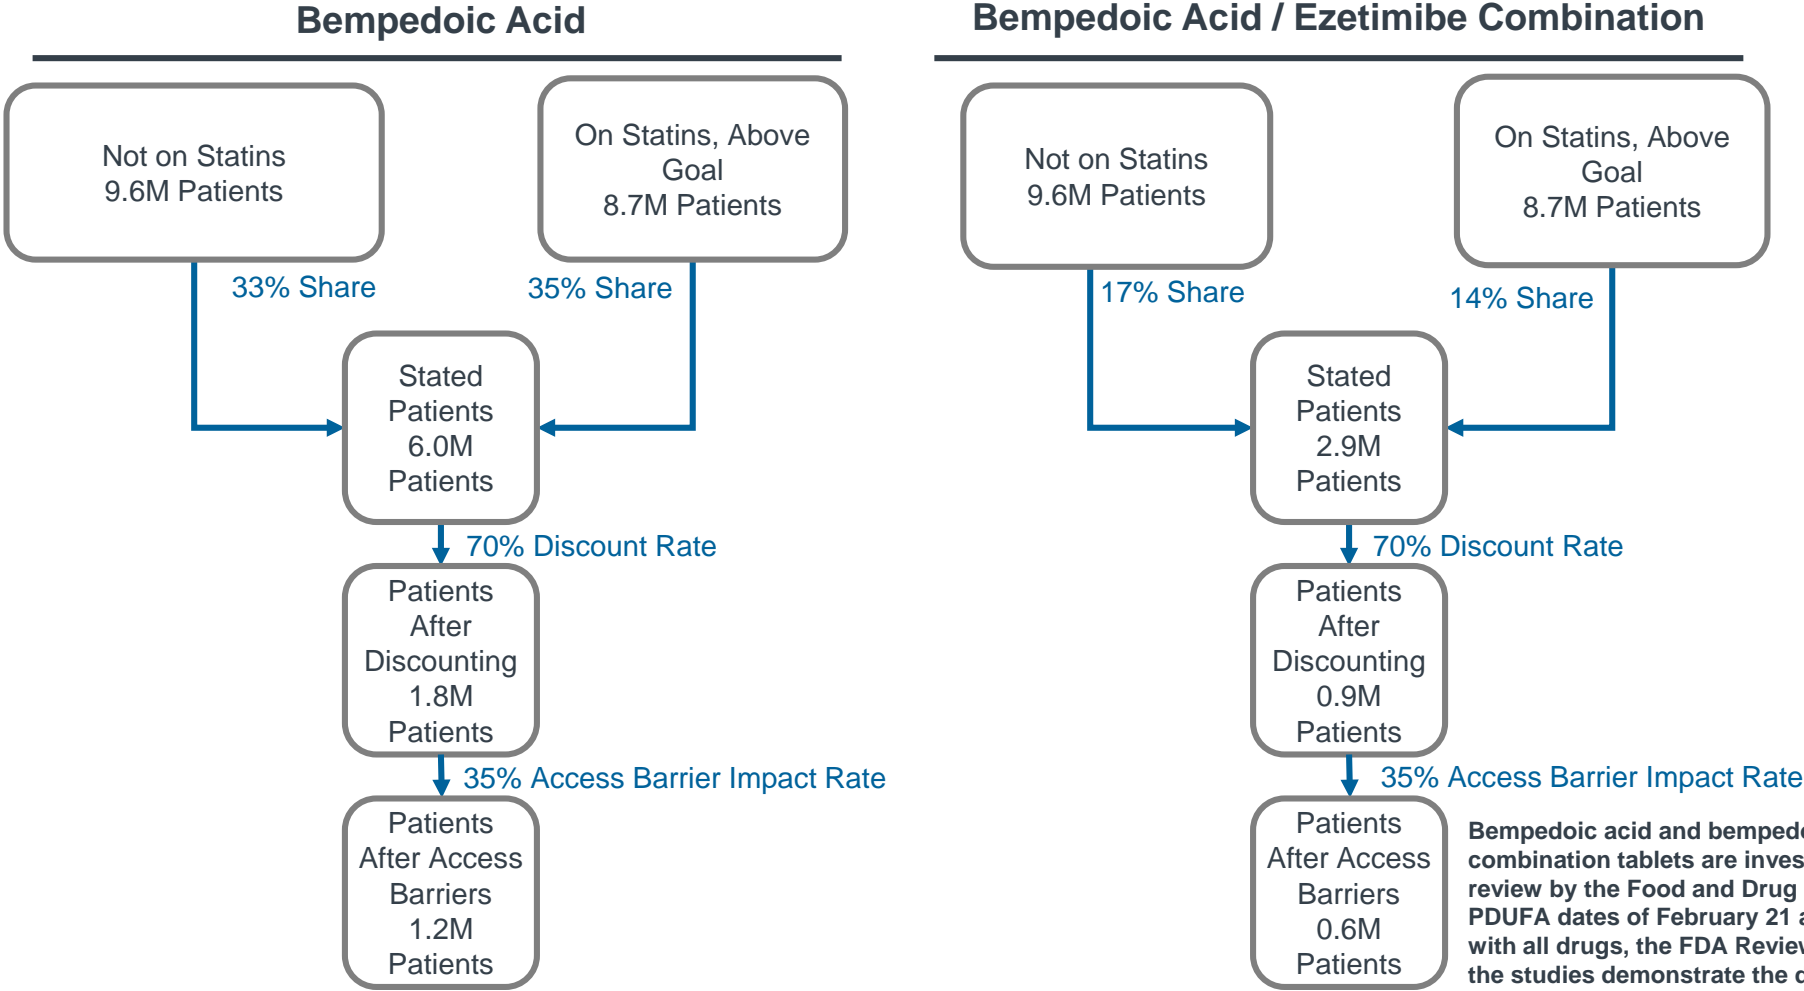 Bempedoic Acid
Not on Statins
9.6M Patients
On Statins, Above
Goal
8.7M Patients
33% Share
35% Share
Stated
Patients
6.0M
Patients
70% Discount Rate
Patients
After
Discounting
1.8M
Patients
35% Access Barrier Impact Rate
Patients
After Access
Barriers
1.2M
Patients
Bempedoic Acid / Ezetimibe Combination
Not on Statins
9.6M Patients
On Statins, Above
Goal
8.7M Patients
17% Share
14% Share
Stated
Patients
2.9M
Patients
70% Discount Rate
Patients
After
Discounting
0.9M
Patients
35% Access Barrier Impact Rate
Patients
After Access
Barriers
0.6M
Patients
Bempedoic acid and
combination tablets are
review by the Food and Drug
PDUFA dates of February 21
with all drugs, the FDA
the studies demonstrate the